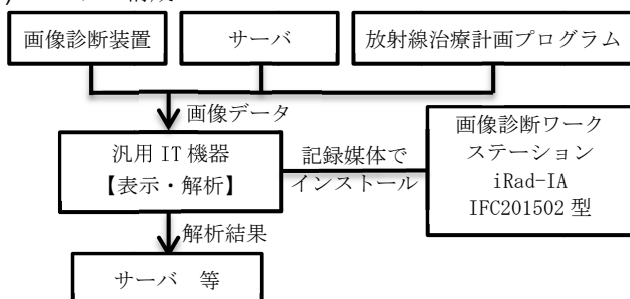 画像診断装置
サーバ
放射線治療計画プログラム
画像データ
汎用 IT 機器
【表示・解析】
記録媒体で
インストール
画像診断ワーク
ステーション
iRad-IA
IFC201502 型
解析結果
サーバ　等